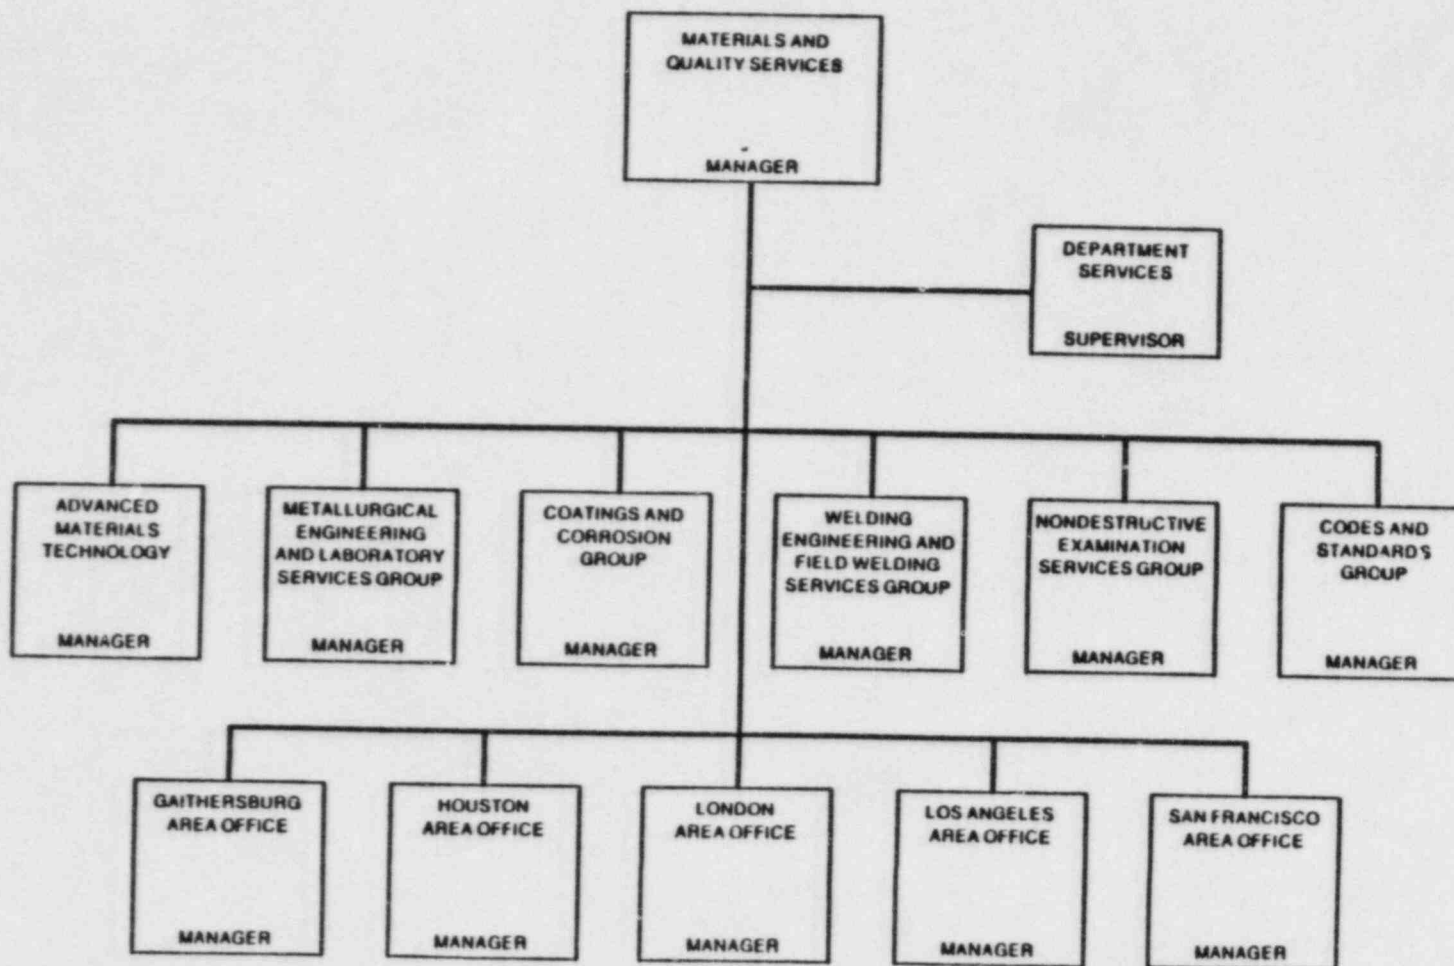 MATERIALS AND
QUALITY SERVICES
MANAGER
DEPARTMENT
SERVICES
SUPERVISOR
ADVANCED
MATERIALS
TECHNOLOGY
MANAGER
METALLURGICAL
ENGINEERING
AND LABORATORY
SERVICES GROUP
MANAGER
COATINGS AND
CORROSION
GROUP
MANAGER
WELDING
ENGINEERING AND
FIELD WELDING
SERVICES GROUP
MANAGER
NONDESTRUCTIVE
EXAMINATION
SERVICES GROUP
MANAGER
CODES AND
STANDARDS
GROUP
MANAGER
GAITHERSBURG
AREA OFFICE
MANAGER
HOUSTON
AREA OFFICE
MANAGER
LONDON
AREA OFFICE
MANAGER
LOS ANGELES
AREA OFFICE
MANAGER
SAN FRANCISCO
AREA OFFICE
MANAGER